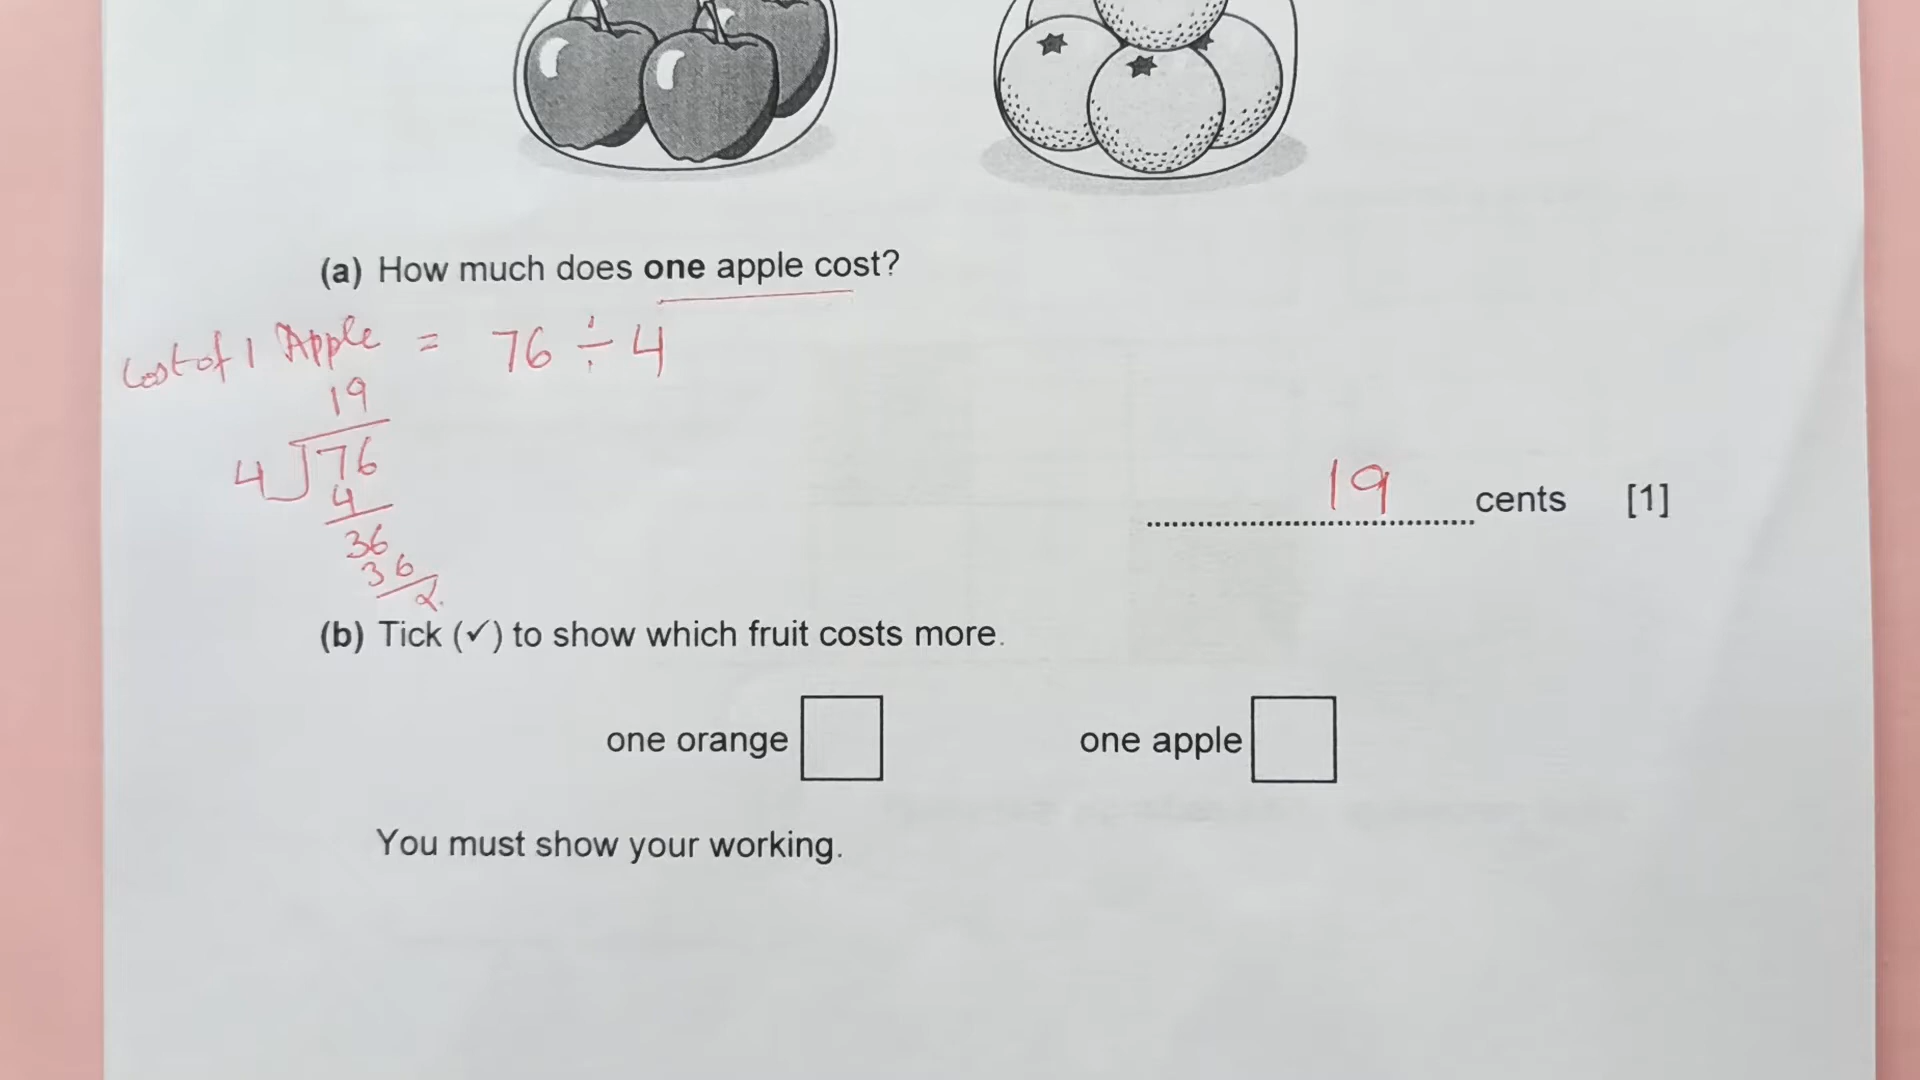 (a) How much does one apple cost?
Cost of 1 Apple = 76 ÷ 4
19
4 76
4
36
36
19 cents [1]
(b) Tick (✓) to show which fruit costs more.
one orange one apple
You must show your working.